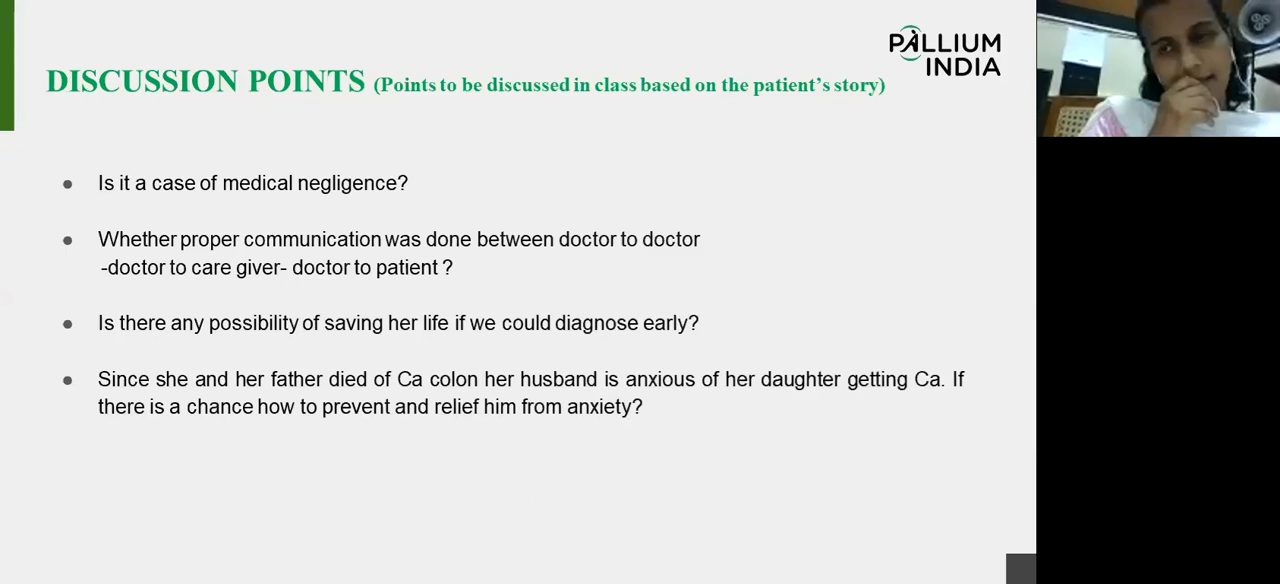 PALLIUM
INDIA
DISCUSSION POINTS (Points to be discussed in class based on the patient's story)
● Is it a case of medical negligence?
● Whether proper communication was done between doctor to doctor
-doctor to care giver- doctor to patient ?
● Is there any possibility of saving her life if we could diagnose early?
● Since she and her father died of Ca colon her husband is anxious of her daughter getting Ca. If
there is a chance how to prevent and relief him from anxiety?